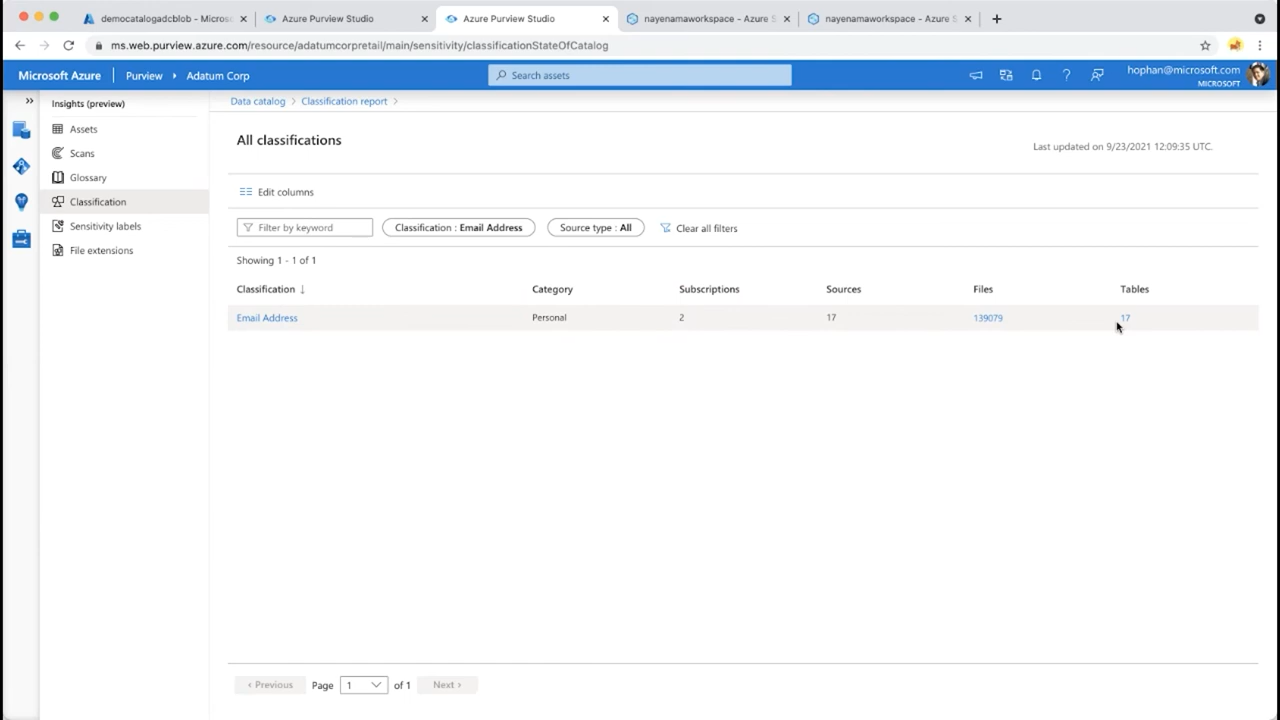 democatalogadcblob - Microso
Azure Purview Studio
Azure Purview Studio
nayenamaworkspace - Azure S
nayenamaworkspace - Azure S
ms.web.purview.azure.com/resource/adatumcorpretail/main/sensitivity/classificationStateOfCatalog
Microsoft Azure
Purview
Adatum Corp
Search assets
hophan@microsoft.com
MICROSOFT
Insights (preview)
Assets
Scans
Glossary
Classification
Sensitivity labels
File extensions
Data catalog > Classification report >
All classifications
Last updated on 9/23/2021 12:09:35 UTC.
Edit columns
Filter by keyword
Classification : Email Address
Source type : All
Clear all filters
Showing 1 - 1 of 1
Classification ↓ Category Subscriptions Sources Files Tables
Email Address Personal 2 17 139079 17
< Previous Page 1 of 1 Next >